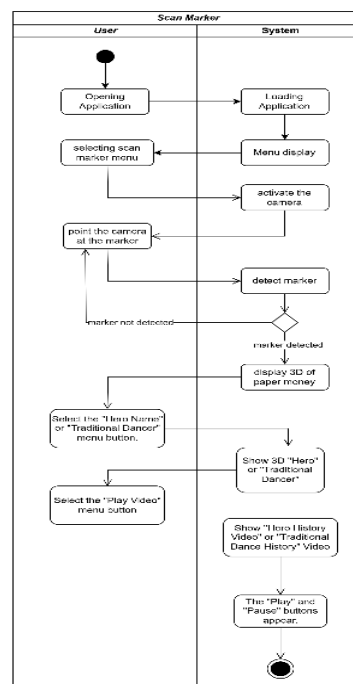 Scan Marker
User
System
Opening
Application
Loading
Application
selecting scan
marker menu
Menu display
activate the
camera
point the camera
at the marker
detect marker
marker not detected
marker detected
display 3D of
paper money
Select the "Hero Name"
or "Traditional Dancer"
menu button.
Show 3D "Hero"
or "Traditional
Dancer"
Select the "Play Video"
menu button
Show "Hero History
Video" or "Traditional
Dance History" Video
The "Play" and
"Pause" buttons
appear.